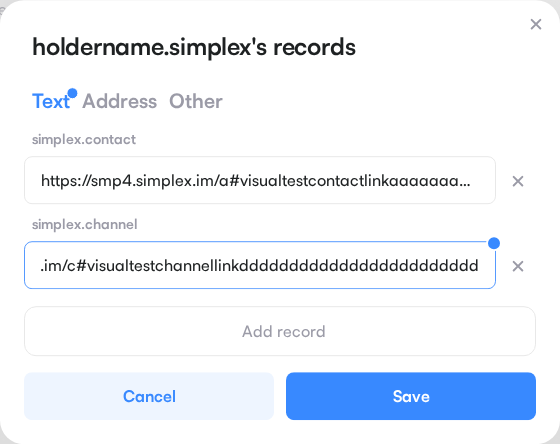 holdername.simplex's records
Text Address Other
simplex.contact
https://smp4.simplex.im/a#visualtestcontactlinkaaaaaaa...
simplex.channel
.im/c#visualtestchannellinkdddddddddddddddddddddddd
Add record
Cancel Save